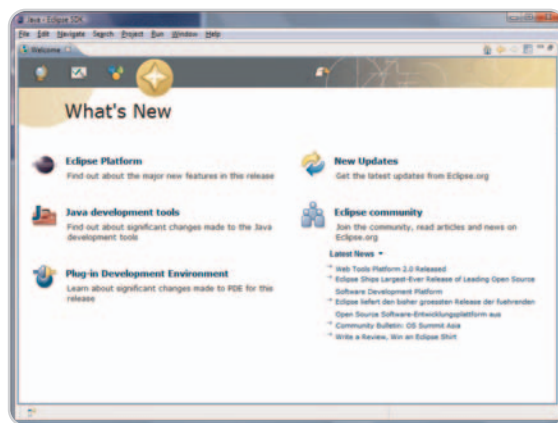 Java - Eclipse SDK
File Edit Navigate Search Project Run Window Help
Welcome
What's New
Eclipse Platform
Find out about the major new features in this release
Java development tools
Find out about significant changes made to the Java
development tools
Plug-in Development Environment
Learn about significant changes made to PDE for this
release
New Updates
Get the latest updates from Eclipse.org
Eclipse community
Join the community, read articles and news on
Eclipse.org
Latest News
Web Tools Platform 2.0 Released
Eclipse Ships Largest-Ever Release of Leading Open Source
Software Development Platform
Eclipse liefert den bisher groessten Release der fuehrenden
Open Source Software-Entwicklungsplattform aus
Community Bulletin: OS Summit Asia
Write a Review, Win an Eclipse Shirt